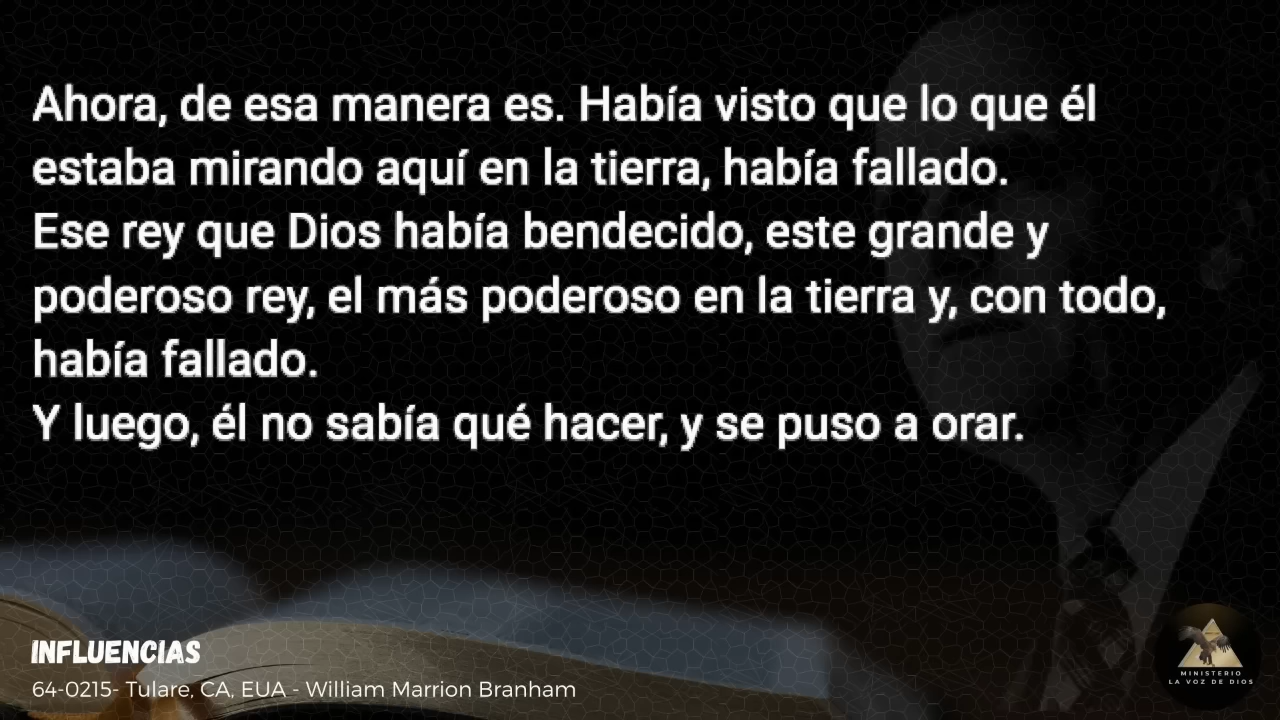 Ahora, de esa manera es. Había visto que lo que él
estaba mirando aquí en la tierra, había fallado.
Ese rey que Dios había bendecido, este grande y
poderoso rey, el más poderoso en la tierra y, con todo,
había fallado.
Y luego, él no sabía qué hacer, y se puso a orar.
INFLUENCIAS
64-0215- Tulare, CA, EUA - William Marrion Branham
MINISTERIO
LA VOZ DE DIOS